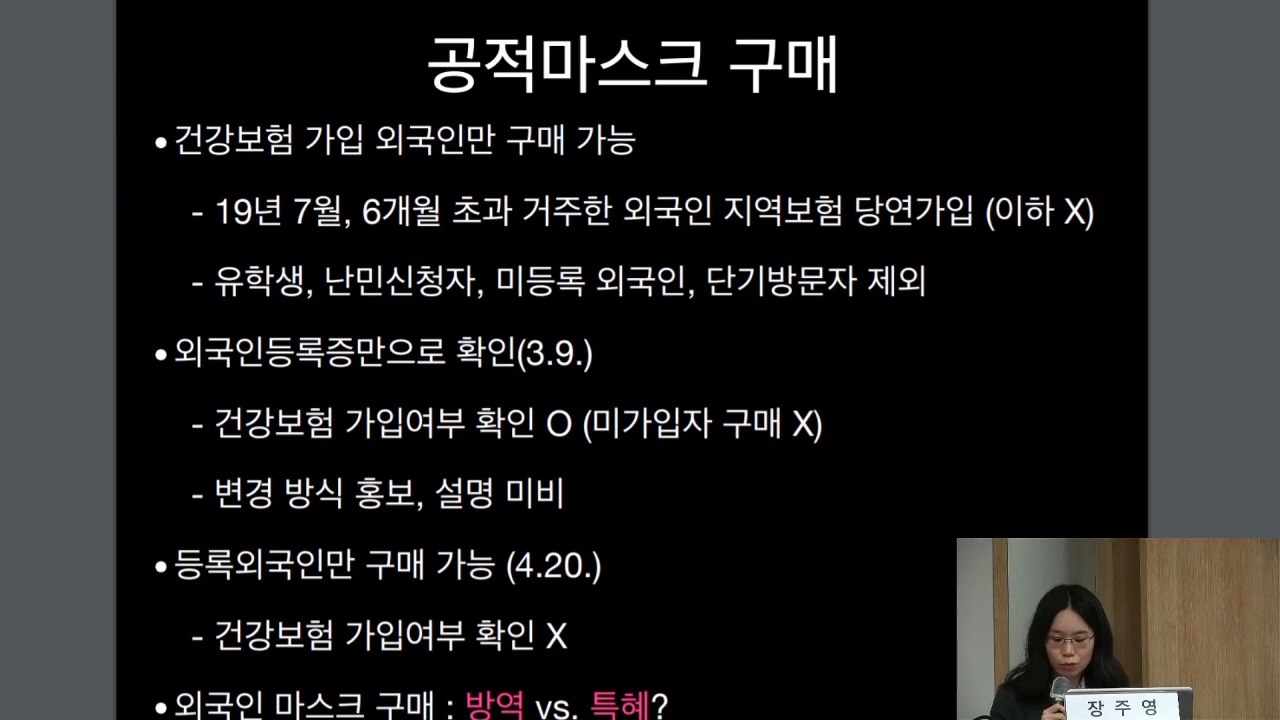 공적마스크 구매
• 건강보험 가입 외국인만 구매 가능
- 19년 7월, 6개월 초과 거주한 외국인 지역보험 당연가입 (이하 X)
- 유학생, 난민신청자, 미등록 외국인, 단기방문자 제외
• 외국인등록증만으로 확인(3.9.)
- 건강보험 가입여부 확인 O (미가입자 구매 X)
- 변경 방식 홍보, 설명 미비
• 등록외국인만 구매 가능 (4.20.)
- 건강보험 가입여부 확인 X
• 외국인 마스크 구매 : 방역 vs. 특혜?
장 주 영